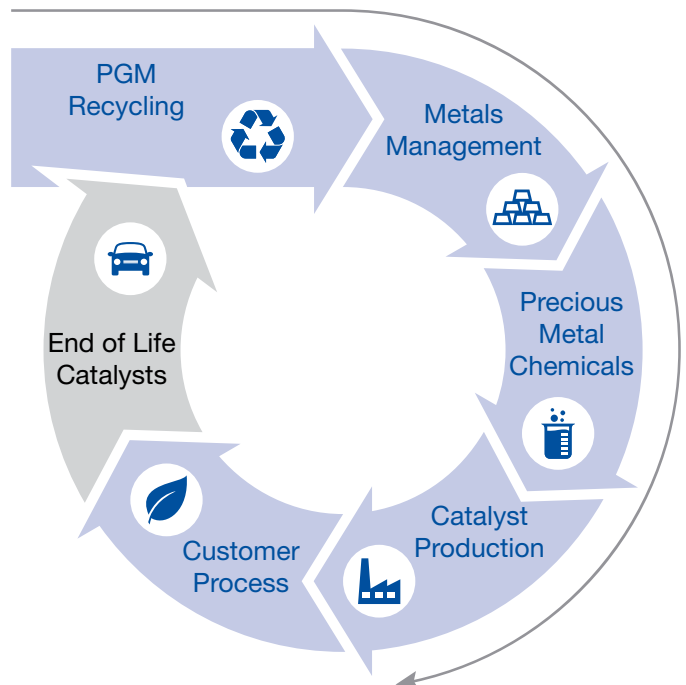 PGM
Recycling
Metals
Management
Precious
Metal
Chemicals
Catalyst
Production
Customer
Process
End of Life
Catalysts